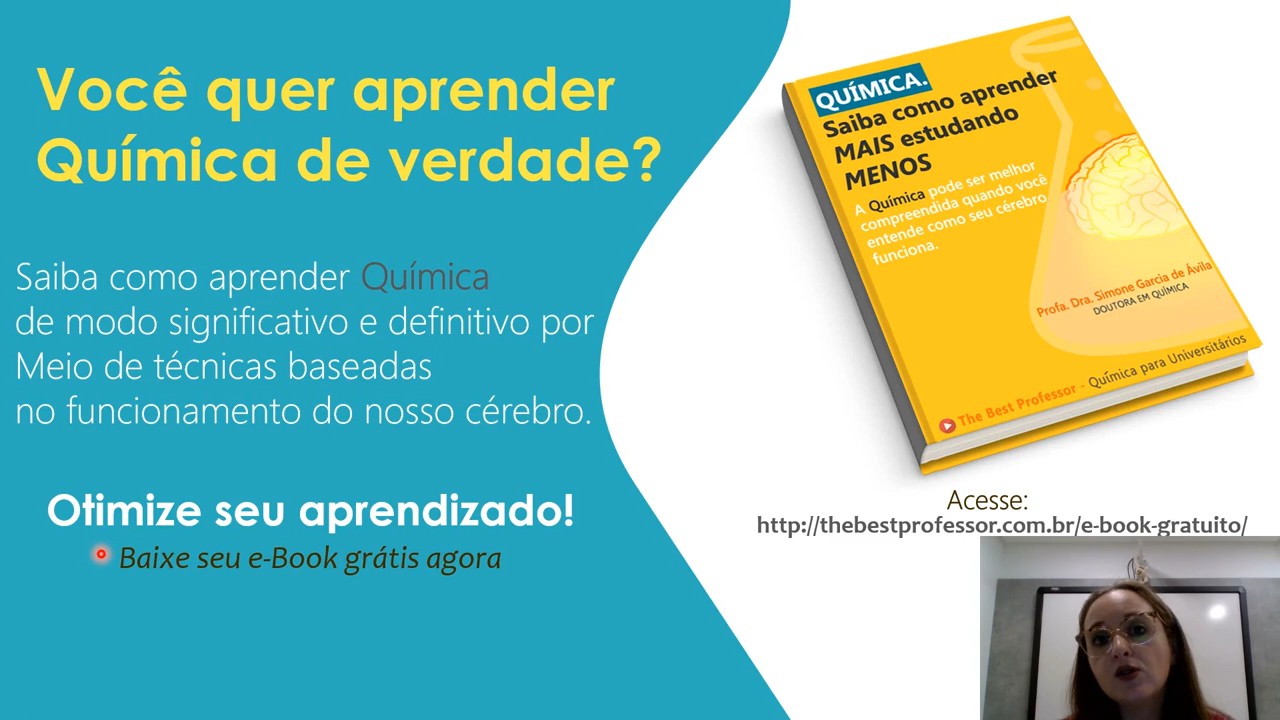 Você quer aprender
Química de verdade?
Saiba como aprender Química
de modo significativo e definitivo por
Meio de técnicas baseadas
no funcionamento do nosso cérebro.
Otimize seu aprendizado!
Baixe seu e-Book grátis agora
QUÍMICA.
Saiba como aprender
MAIS estudando
MENOS
A Química pode ser melhor
compreendida quando você
entende como seu cérebro
funciona.
Profa. Dra. Simone Garcia de Ávila
DOUTORA EM QUÍMICA
The Best Professor - Química para Universitários
Acesse:
http://thebestprofessor.com.br/e-book-gratuito/